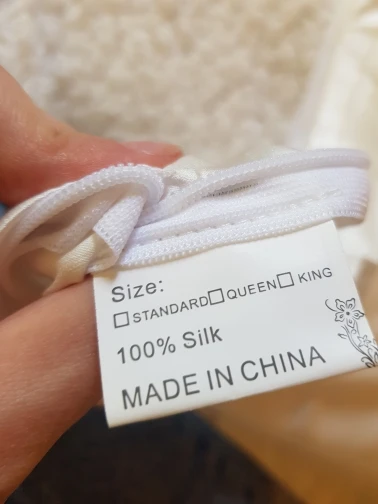 Size:
☐ STANDARD ☐ QUEEN ☐ KING
100% Silk
MADE IN CHINA